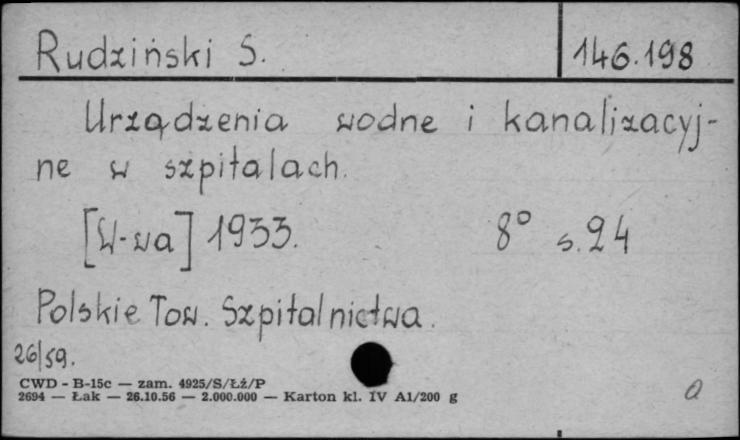 Rudziński S.
146.198
Urządzenia wodne i kanalizacyj-
ne w szpitalach.
[W-wa] 1933. 8° s. 24
Polskie Tow. Szpitalnictwa.
26/59.
CWD - B-15c — zam. 4925/S/Łż/P
2694 — Łak — 26.10.56 — 2.000.000 — Karton kl. IV A1/200 g
a